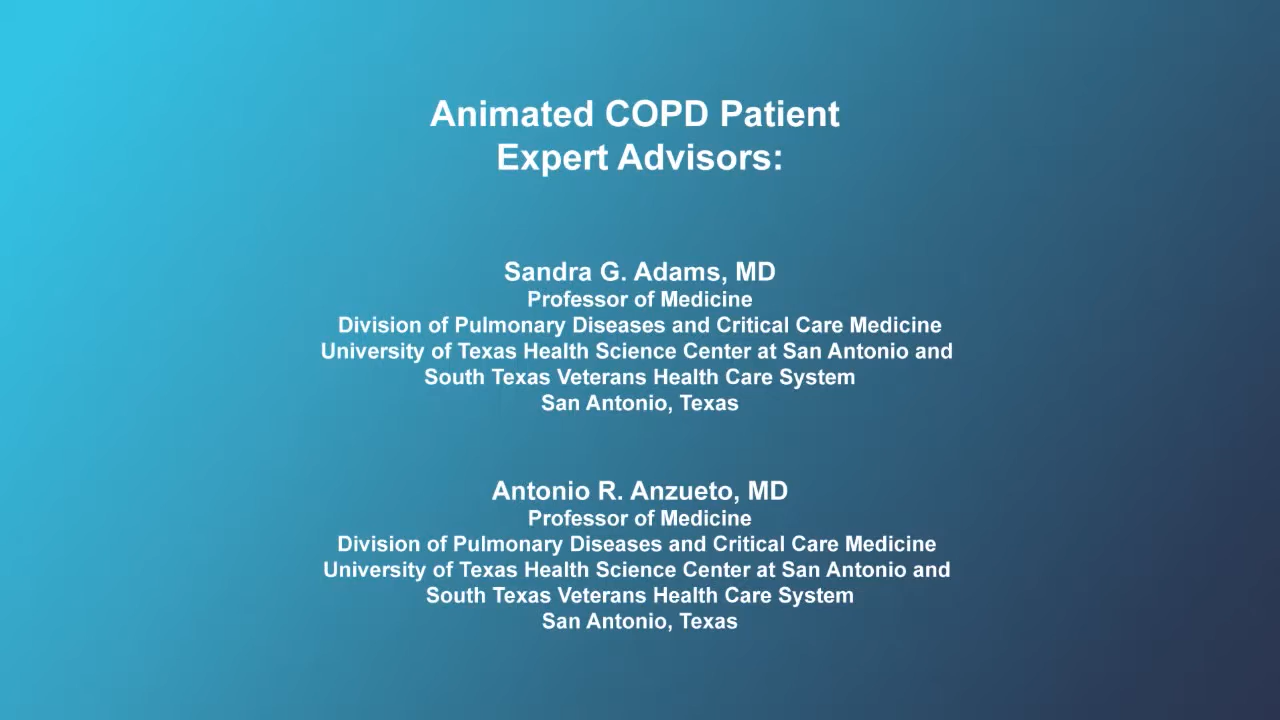 Animated COPD Patient
Expert Advisors:
Sandra G. Adams, MD
Professor of Medicine
Division of Pulmonary Diseases and Critical Care Medicine
University of Texas Health Science Center at San Antonio and
South Texas Veterans Health Care System
San Antonio, Texas
Antonio R. Anzueto, MD
Professor of Medicine
Division of Pulmonary Diseases and Critical Care Medicine
University of Texas Health Science Center at San Antonio and
South Texas Veterans Health Care System
San Antonio, Texas